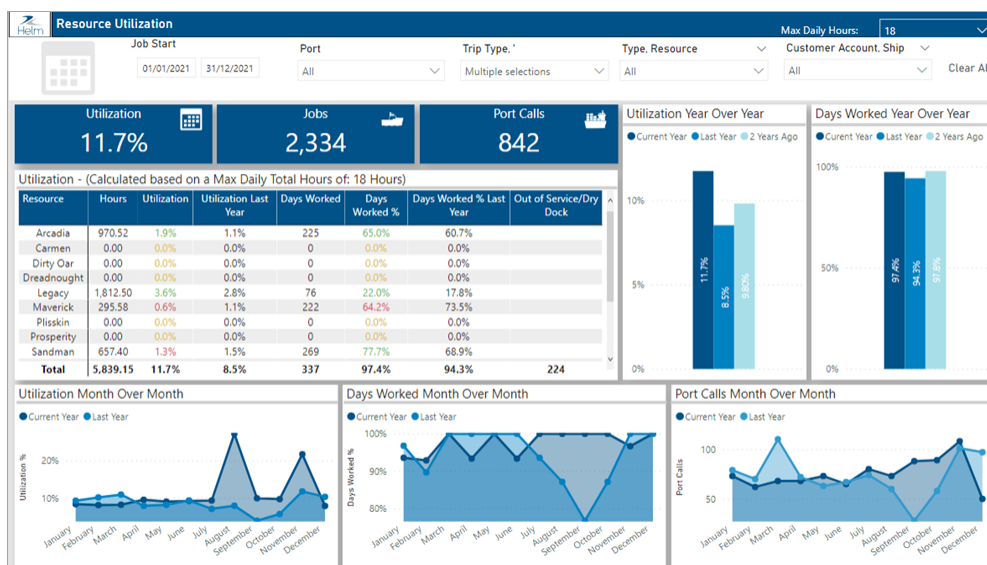 Helm
Resource Utilization
Max Daily Hours: 18
Job Start
01/01/2021 31/12/2021
Port
All
Trip Type, '
Multiple selections
Type, Resource
All
Customer Account, Ship
All
Clear Al
Utilization
11.7%
Jobs
2,334
Port Calls
842
Utilization - (Calculated based on a Max Daily Total Hours of: 18 Hours)
Resource Hours Utilization Utilization Last Year Days Worked Days Worked % Days Worked % Last Year Out of Service/Dry Dock
Arcadia 970.52 1.9% 1.1% 225 65.0% 60.7%
Carmen 0.00 0.0% 0.0% 0 0.0% 0.0%
Dirty Oar 0.00 0.0% 0.0% 0 0.0% 0.0%
Dreadnought 0.00 0.0% 0.0% 0 0.0% 0.0%
Legacy 1,812.50 3.6% 2.8% 76 22.0% 17.8%
Maverick 295.58 0.6% 1.1% 222 64.2% 73.5%
Plisskin 0.00 0.0% 0.0% 0 0.0% 0.0%
Prosperity 0.00 0.0% 0.0% 0 0.0% 0.0%
Sandman 657.40 1.3% 1.5% 269 77.7% 68.9%
Total 5,839.15 11.7% 8.5% 337 97.4% 94.3% 224
Utilization Year Over Year
Current Year Last Year 2 Years Ago
10%
5%
0%
11.7%
8.5%
9.80%
Days Worked Year Over Year
Current Year Last Year 2 Years Ago
100%
50%
0%
97.4%
94.3%
97.8%
Utilization Month Over Month
Current Year Last Year
Utilization %
20%
10%
January February March April May June July August September October November December
Days Worked Month Over Month
Current Year Last Year
Days Worked %
100%
90%
80%
January February March April May June July August September October November December
Port Calls Month Over Month
Current Year Last Year
Port Calls
100
50
January February March April May June July August September October November December